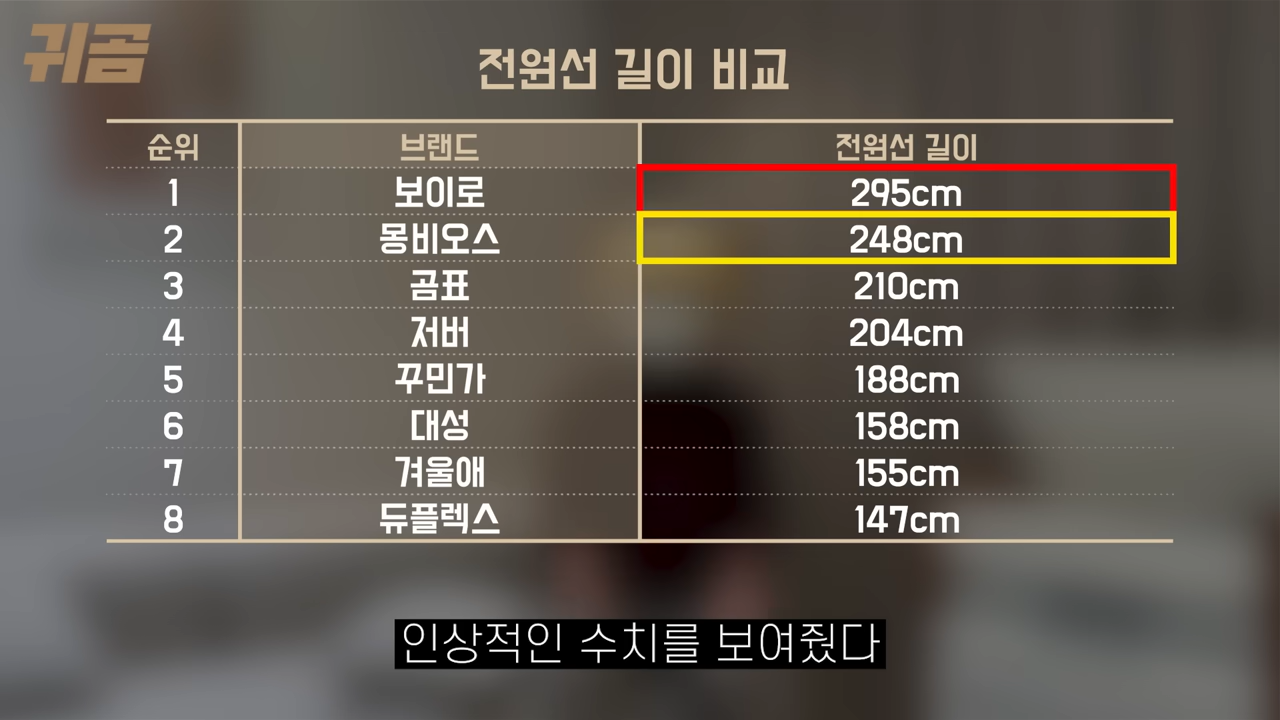 귀곰
전원선 길이 비교
순위 브랜드 전원선 길이
1 보이로 295cm
2 몽비오스 248cm
3 곰표 210cm
4 저버 204cm
5 꾸민가 188cm
6 대성 158cm
7 겨울애 155cm
8 듀플렉스 147cm
인상적인 수치를 보여줬다